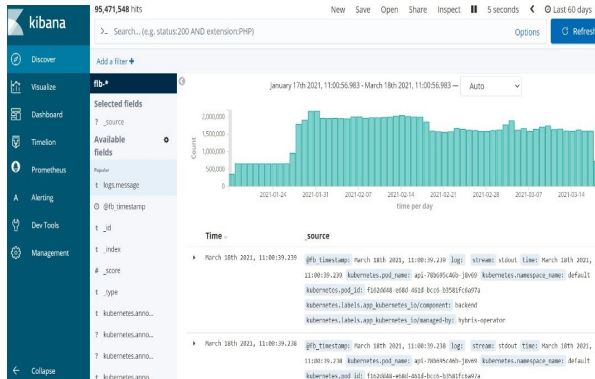 kibana
Discover
Visualize
Dashboard
Timelion
Prometheus
A Alerting
Dev Tools
Management
Collapse
95,471,548 hits
New Save Open Share Inspect 5 seconds Last 60 days
>_ Search... (e.g. status:200 AND extension:PHP)
Options Refresh
Add a filter +
flb-*
Selected fields
? _source
Available fields
Popular
t logs.message
@fb_timestamp
t _id
t _index
# _score
t _type
t kubernetes.anno...
? kubernetes.anno...
? kubernetes.anno...
t kubernetes.anno...
January 17th 2021, 11:00:56.983 - March 18th 2021, 11:00:56.983 — Auto
Count
2,000,000
1,500,000
1,000,000
500,000
0
2021-01-24 2021-01-31 2021-02-07 2021-02-14 2021-02-21 2021-02-28 2021-03-07 2021-03-14
time per day
Time _source
March 18th 2021, 11:00:39.239 @fb_timestamp: March 18th 2021, 11:00:39.239 log: stream: stdout time: March 18th 2021,
11:00:39.239 kubernetes.pod_name: kubernetes.namespace_name: default
kubernetes.pod_id:
kubernetes.labels.app_kubernetes_io/component: backend
kubernetes.labels.app_kubernetes_io/managed-by: hybris-operator
March 18th 2021, 11:00:39.238 @fb_timestamp: March 18th 2021, 11:00:39.238 log: stream: stdout time: March 18th 2021,
11:00:39.238 kubernetes.pod_name: kubernetes.namespace_name: default
kubernetes.pod_id: